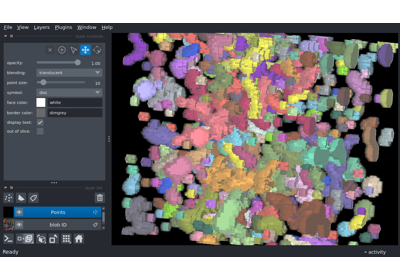 File View Layers Plugins Window Help
opacity: 1.00
blending: translucent
point size: 10
symbol: disc
face color: white
border color: dimgrey
display text: ✓
out of slice:
Points
blob ID
Ready activity